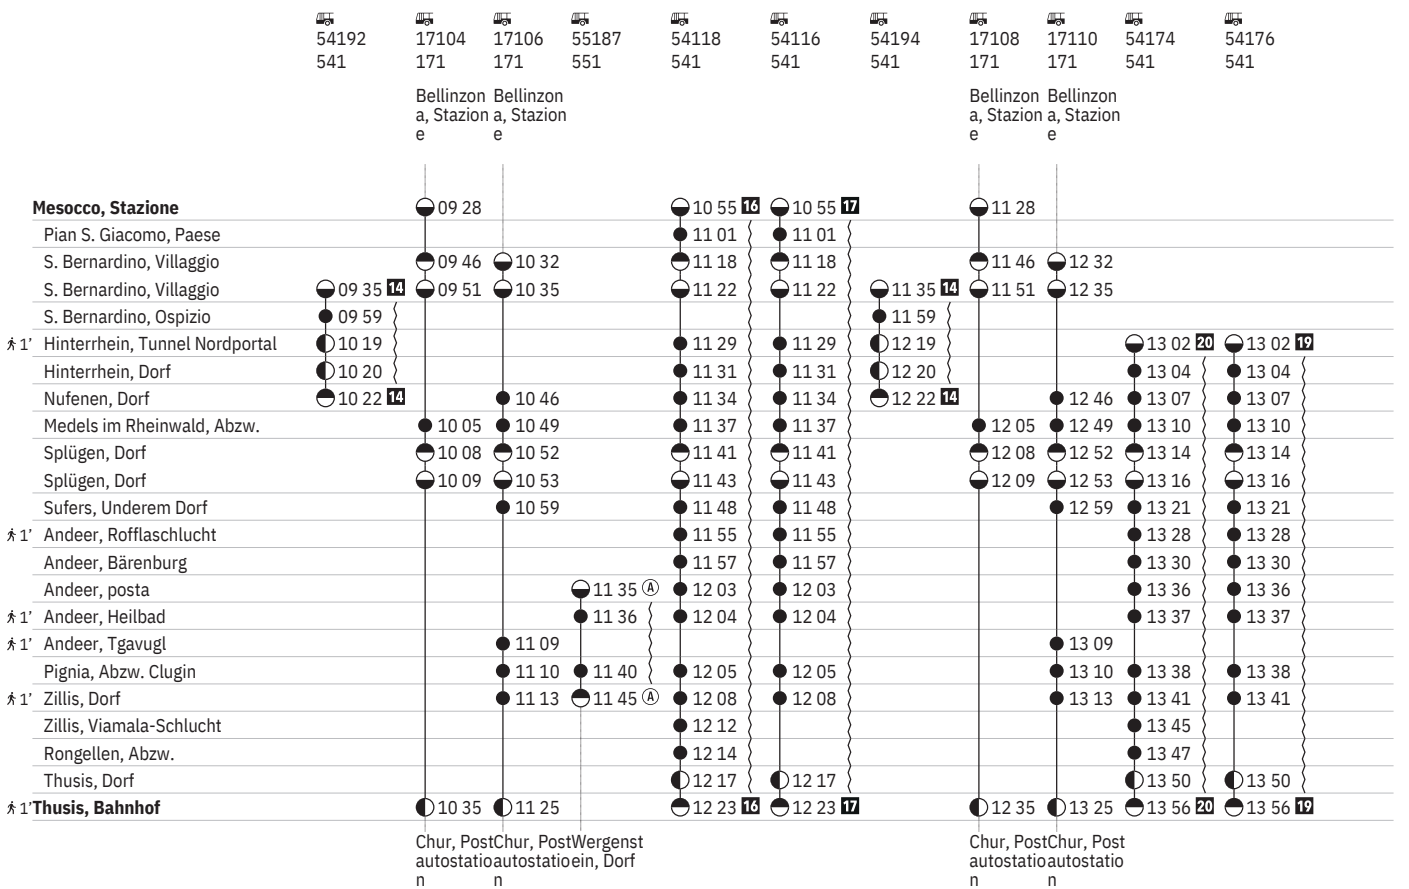 54192 17104 17106 55187 54118 54116 54194 17108 17110 54174 54176
541 171 171 551 541 541 541 171 171 541 541
Bellinzon Bellinzon Bellinzon Bellinzon
a, Stazion a, Stazion a, Stazion a, Stazion
e e e e
Mesocco, Stazione 09 28 10 55 16 10 55 17 11 28
Pian S. Giacomo, Paese 11 01 11 01
S. Bernardino, Villaggio 09 46 10 32 11 18 11 18 11 46 12 32
S. Bernardino, Villaggio 09 35 14 09 51 10 35 11 22 11 22 11 35 14 11 51 12 35
S. Bernardino, Ospizio 09 59 11 59
1' Hinterrhein, Tunnel Nordportal 10 19 11 29 11 29 12 19 13 02 20 13 02 19
Hinterrhein, Dorf 10 20 11 31 11 31 12 20 13 04 13 04
Nufenen, Dorf 10 22 14 10 46 11 34 11 34 12 22 14 12 46 13 07 13 07
Medels im Rheinwald, Abzw. 10 05 10 49 11 37 11 37 12 05 12 49 13 10 13 10
Splügen, Dorf 10 08 10 52 11 41 11 41 12 08 12 52 13 14 13 14
Splügen, Dorf 10 09 10 53 11 43 11 43 12 09 12 53 13 16 13 16
Sufers, Underem Dorf 10 59 11 48 11 48 12 59 13 21 13 21
1' Andeer, Rofflaschlucht 11 55 11 55 13 28 13 28
Andeer, Bärenburg 11 57 11 57 13 30 13 30
Andeer, posta 11 35 A 12 03 12 03 13 36 13 36
1' Andeer, Heilbad 11 36 12 04 12 04 13 37 13 37
1' Andeer, Tgavugl 11 09 13 09
Pignia, Abzw. Clugin 11 10 11 40 12 05 12 05 13 10 13 38 13 38
1' Zillis, Dorf 11 13 11 45 A 12 08 12 08 13 13 13 41 13 41
Zillis, Viamala-Schlucht 12 12 13 45
Rongellen, Abzw. 12 14 13 47
Thusis, Dorf 12 17 12 17 13 50 13 50
1' Thusis, Bahnhof 10 35 11 25 12 23 16 12 23 17 12 35 13 25 13 56 20 13 56 19
Chur, Post Chur, Post Wergenst Chur, Post Chur, Post
autostatio autostatio ein, Dorf autostatio autostatio
n n n n